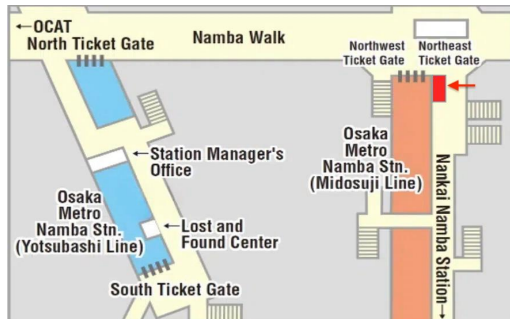 ←OCAT
North Ticket Gate
Namba Walk
Northwest
Ticket Gate
Northeast
Ticket Gate
←Station Manager's
Office
Osaka
Metro
Namba Stn.
(Midosuji Line)
Nankai Namba Station→
Osaka
Metro
Namba Stn.
(Yotsubashi Line)
←Lost and
Found Center
South Ticket Gate